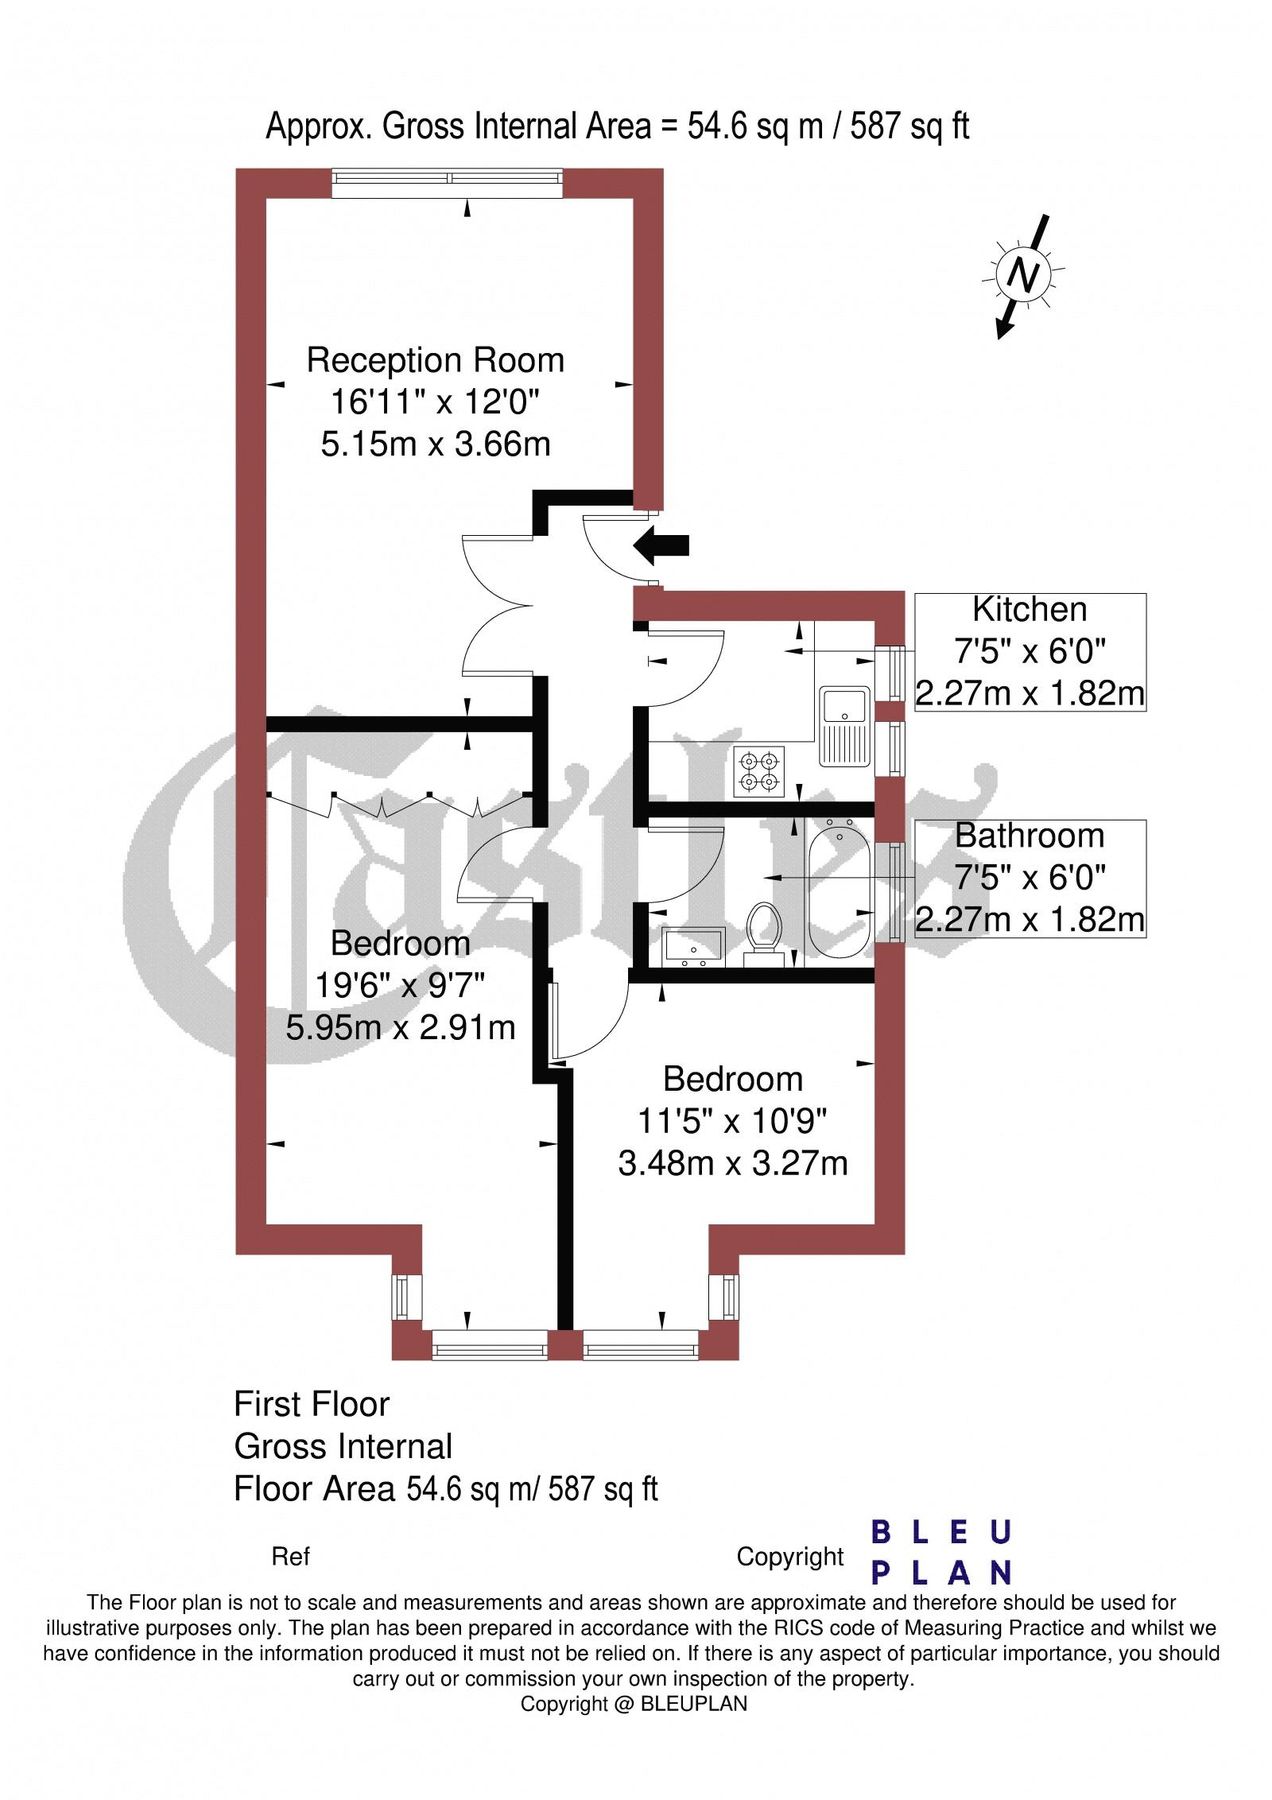 Approx. Gross Internal Area = 54.6 sq m / 587 sq ft
N
Reception Room
16'11" x 12'0"
5.15m x 3.66m
Kitchen
7'5" x 6'0"
2.27m x 1.82m
Castles
Bathroom
7'5" x 6'0"
2.27m x 1.82m
Bedroom
19'6" x 9'7"
5.95m x 2.91m
Bedroom
11'5" x 10'9"
3.48m x 3.27m
First Floor
Gross Internal
Floor Area 54.6 sq m/ 587 sq ft
Ref
Copyright
BLEU
PLAN
The Floor plan is not to scale and measurements and areas shown are approximate and therefore should be used for
illustrative purposes only. The plan has been prepared in accordance with the RICS code of Measuring Practice and whilst we
have confidence in the information produced it must not be relied on. If there is any aspect of particular importance, you should
carry out or commission your own inspection of the property.
Copyright @ BLEUPLAN